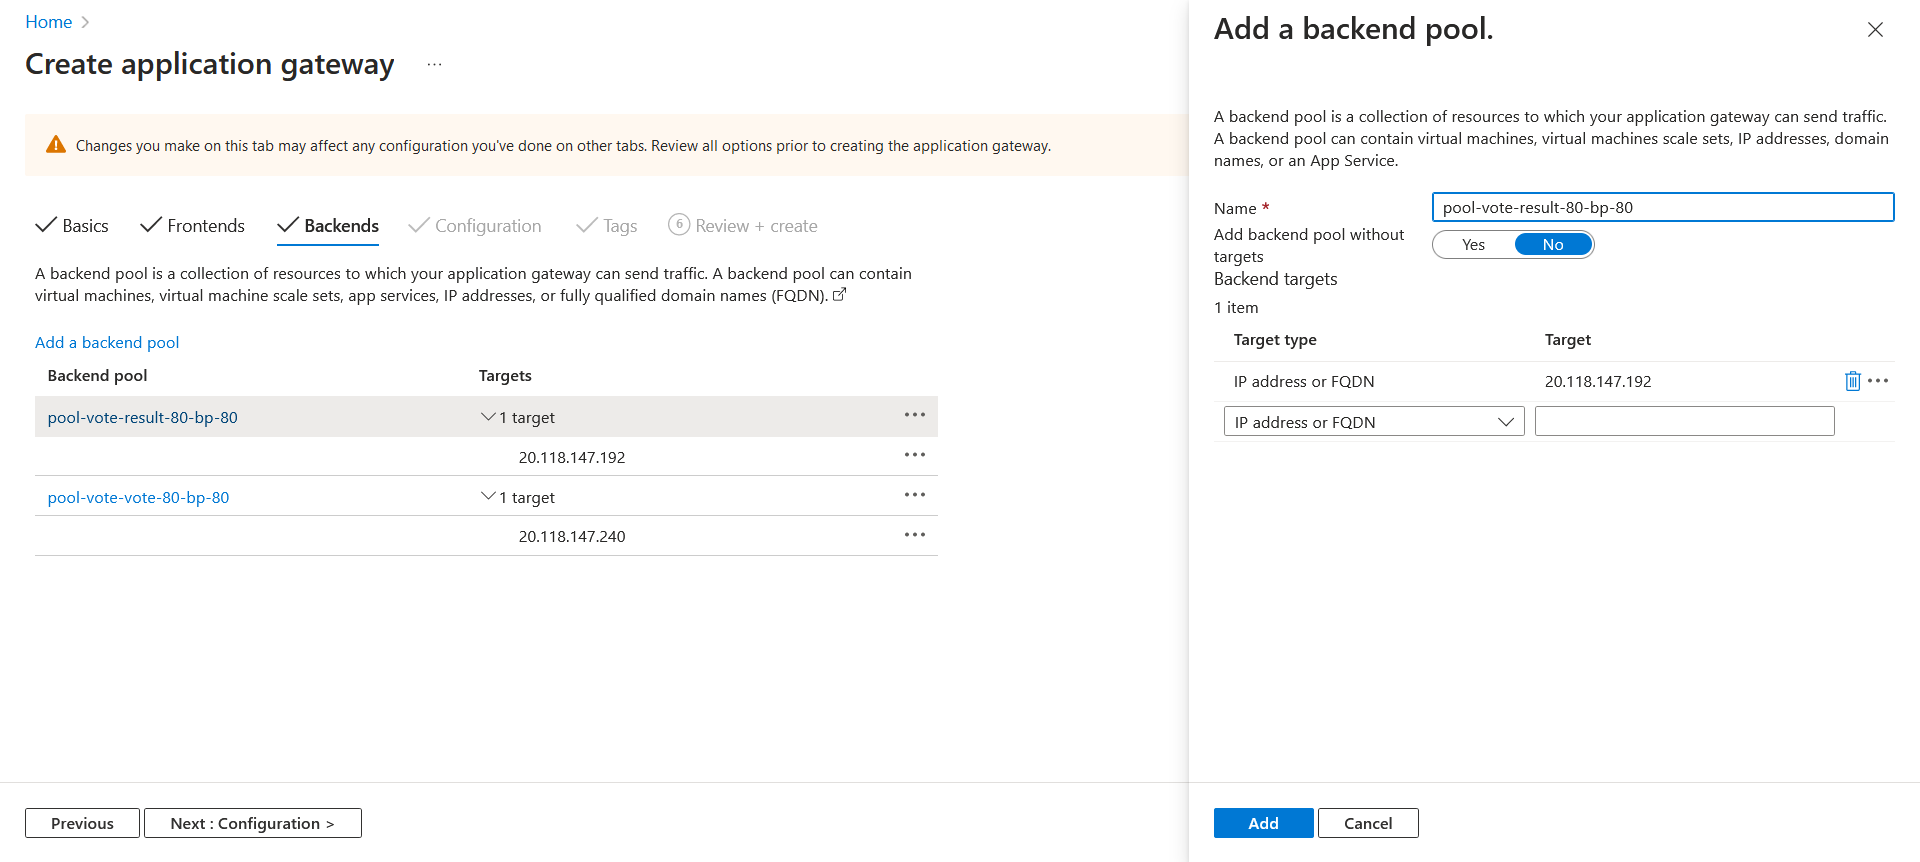 Home
Create application gateway ...
Changes you make on this tab may affect any configuration you've done on other tabs. Review all options prior to creating the application gateway.
Basics Frontends Backends Configuration Tags 6 Review + create
A backend pool is a collection of resources to which your application gateway can send traffic. A backend pool can contain
virtual machines, virtual machine scale sets, app services, IP addresses, or fully qualified domain names (FQDN).
Add a backend pool
Backend pool Targets
pool-vote-result-80-bp-80 1 target
20.118.147.192
pool-vote-vote-80-bp-80 1 target
20.118.147.240
Previous Next : Configuration >
Add a backend pool.
A backend pool is a collection of resources to which your application gateway can send traffic.
A backend pool can contain virtual machines, virtual machines scale sets, IP addresses, domain
names, or an App Service.
Name * pool-vote-result-80-bp-80
Add backend pool without
targets
Yes No
Backend targets
1 item
Target type Target
IP address or FQDN 20.118.147.192
IP address or FQDN
Add Cancel